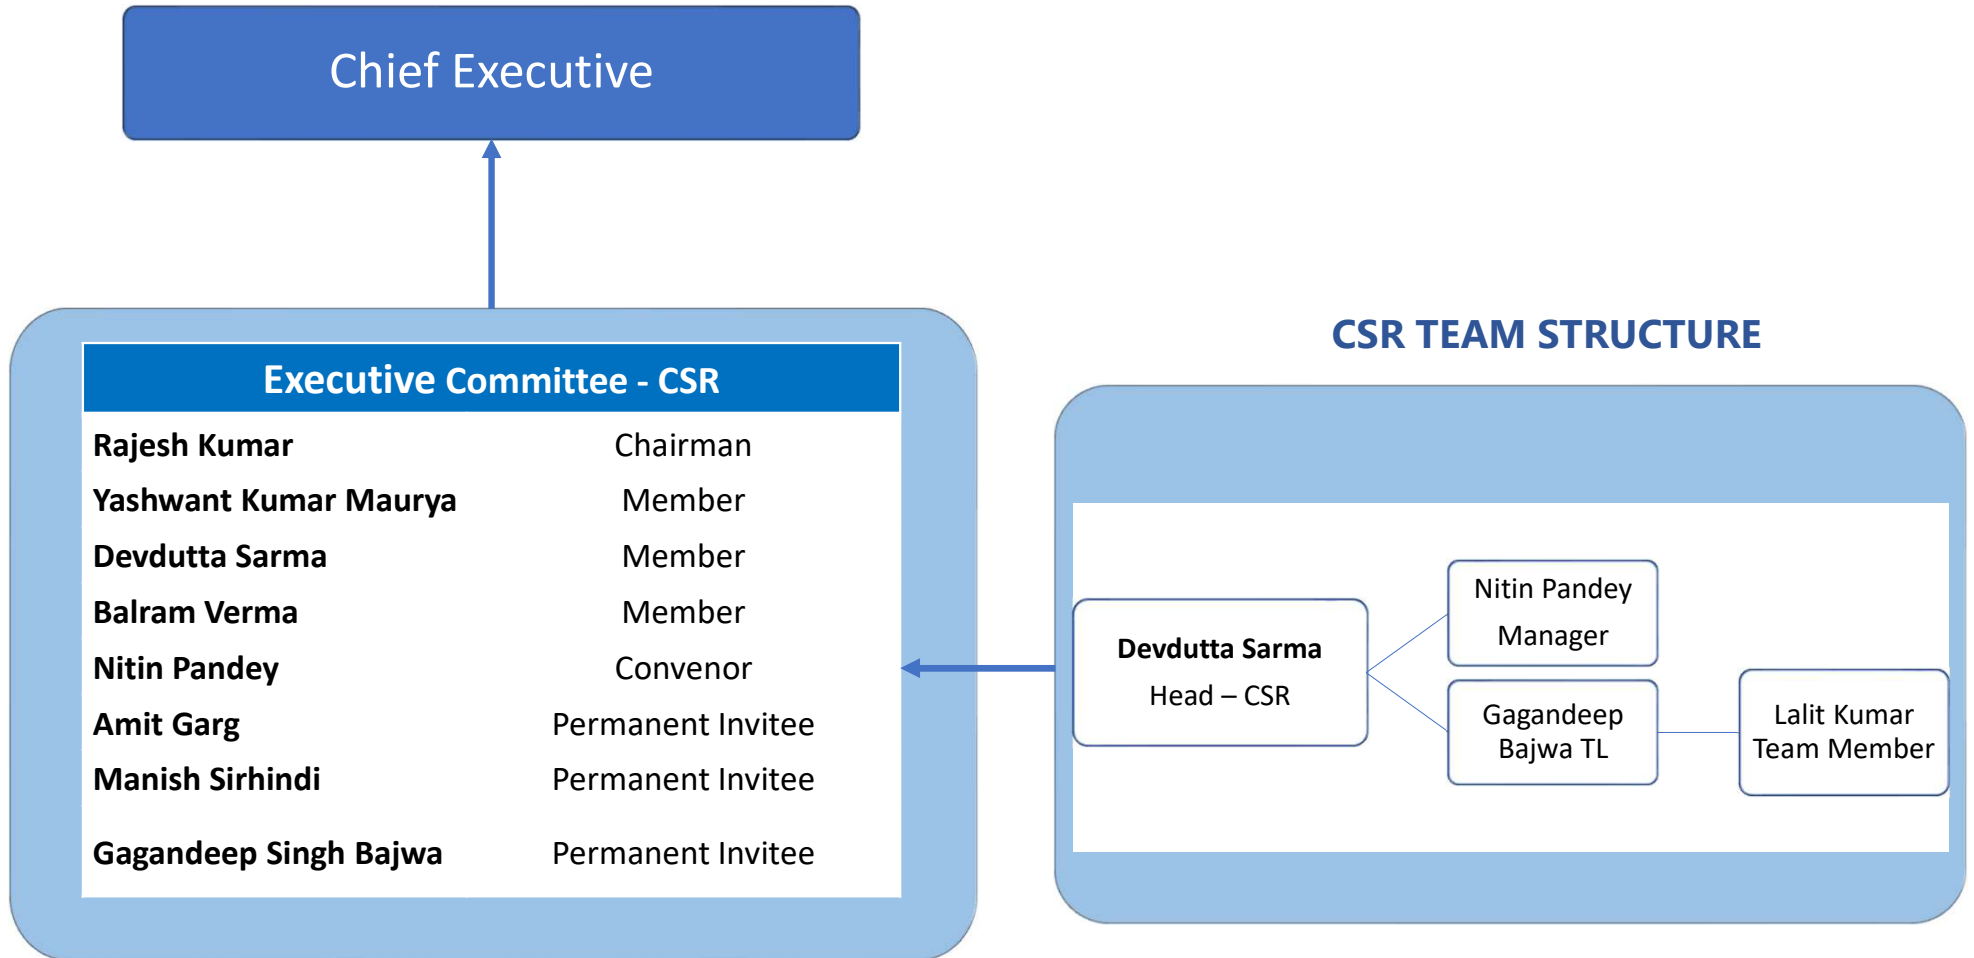 Chief Executive
Executive Committee - CSR
Rajesh Kumar Chairman
Yashwant Kumar Maurya Member
Devdutta Sarma Member
Balram Verma Member
Nitin Pandey Convenor
Amit Garg Permanent Invitee
Manish Sirhindi Permanent Invitee
Gagandeep Singh Bajwa Permanent Invitee
CSR TEAM STRUCTURE
Devdutta Sarma
Head – CSR
Nitin Pandey
Manager
Gagandeep
Bajwa TL
Lalit Kumar
Team Member